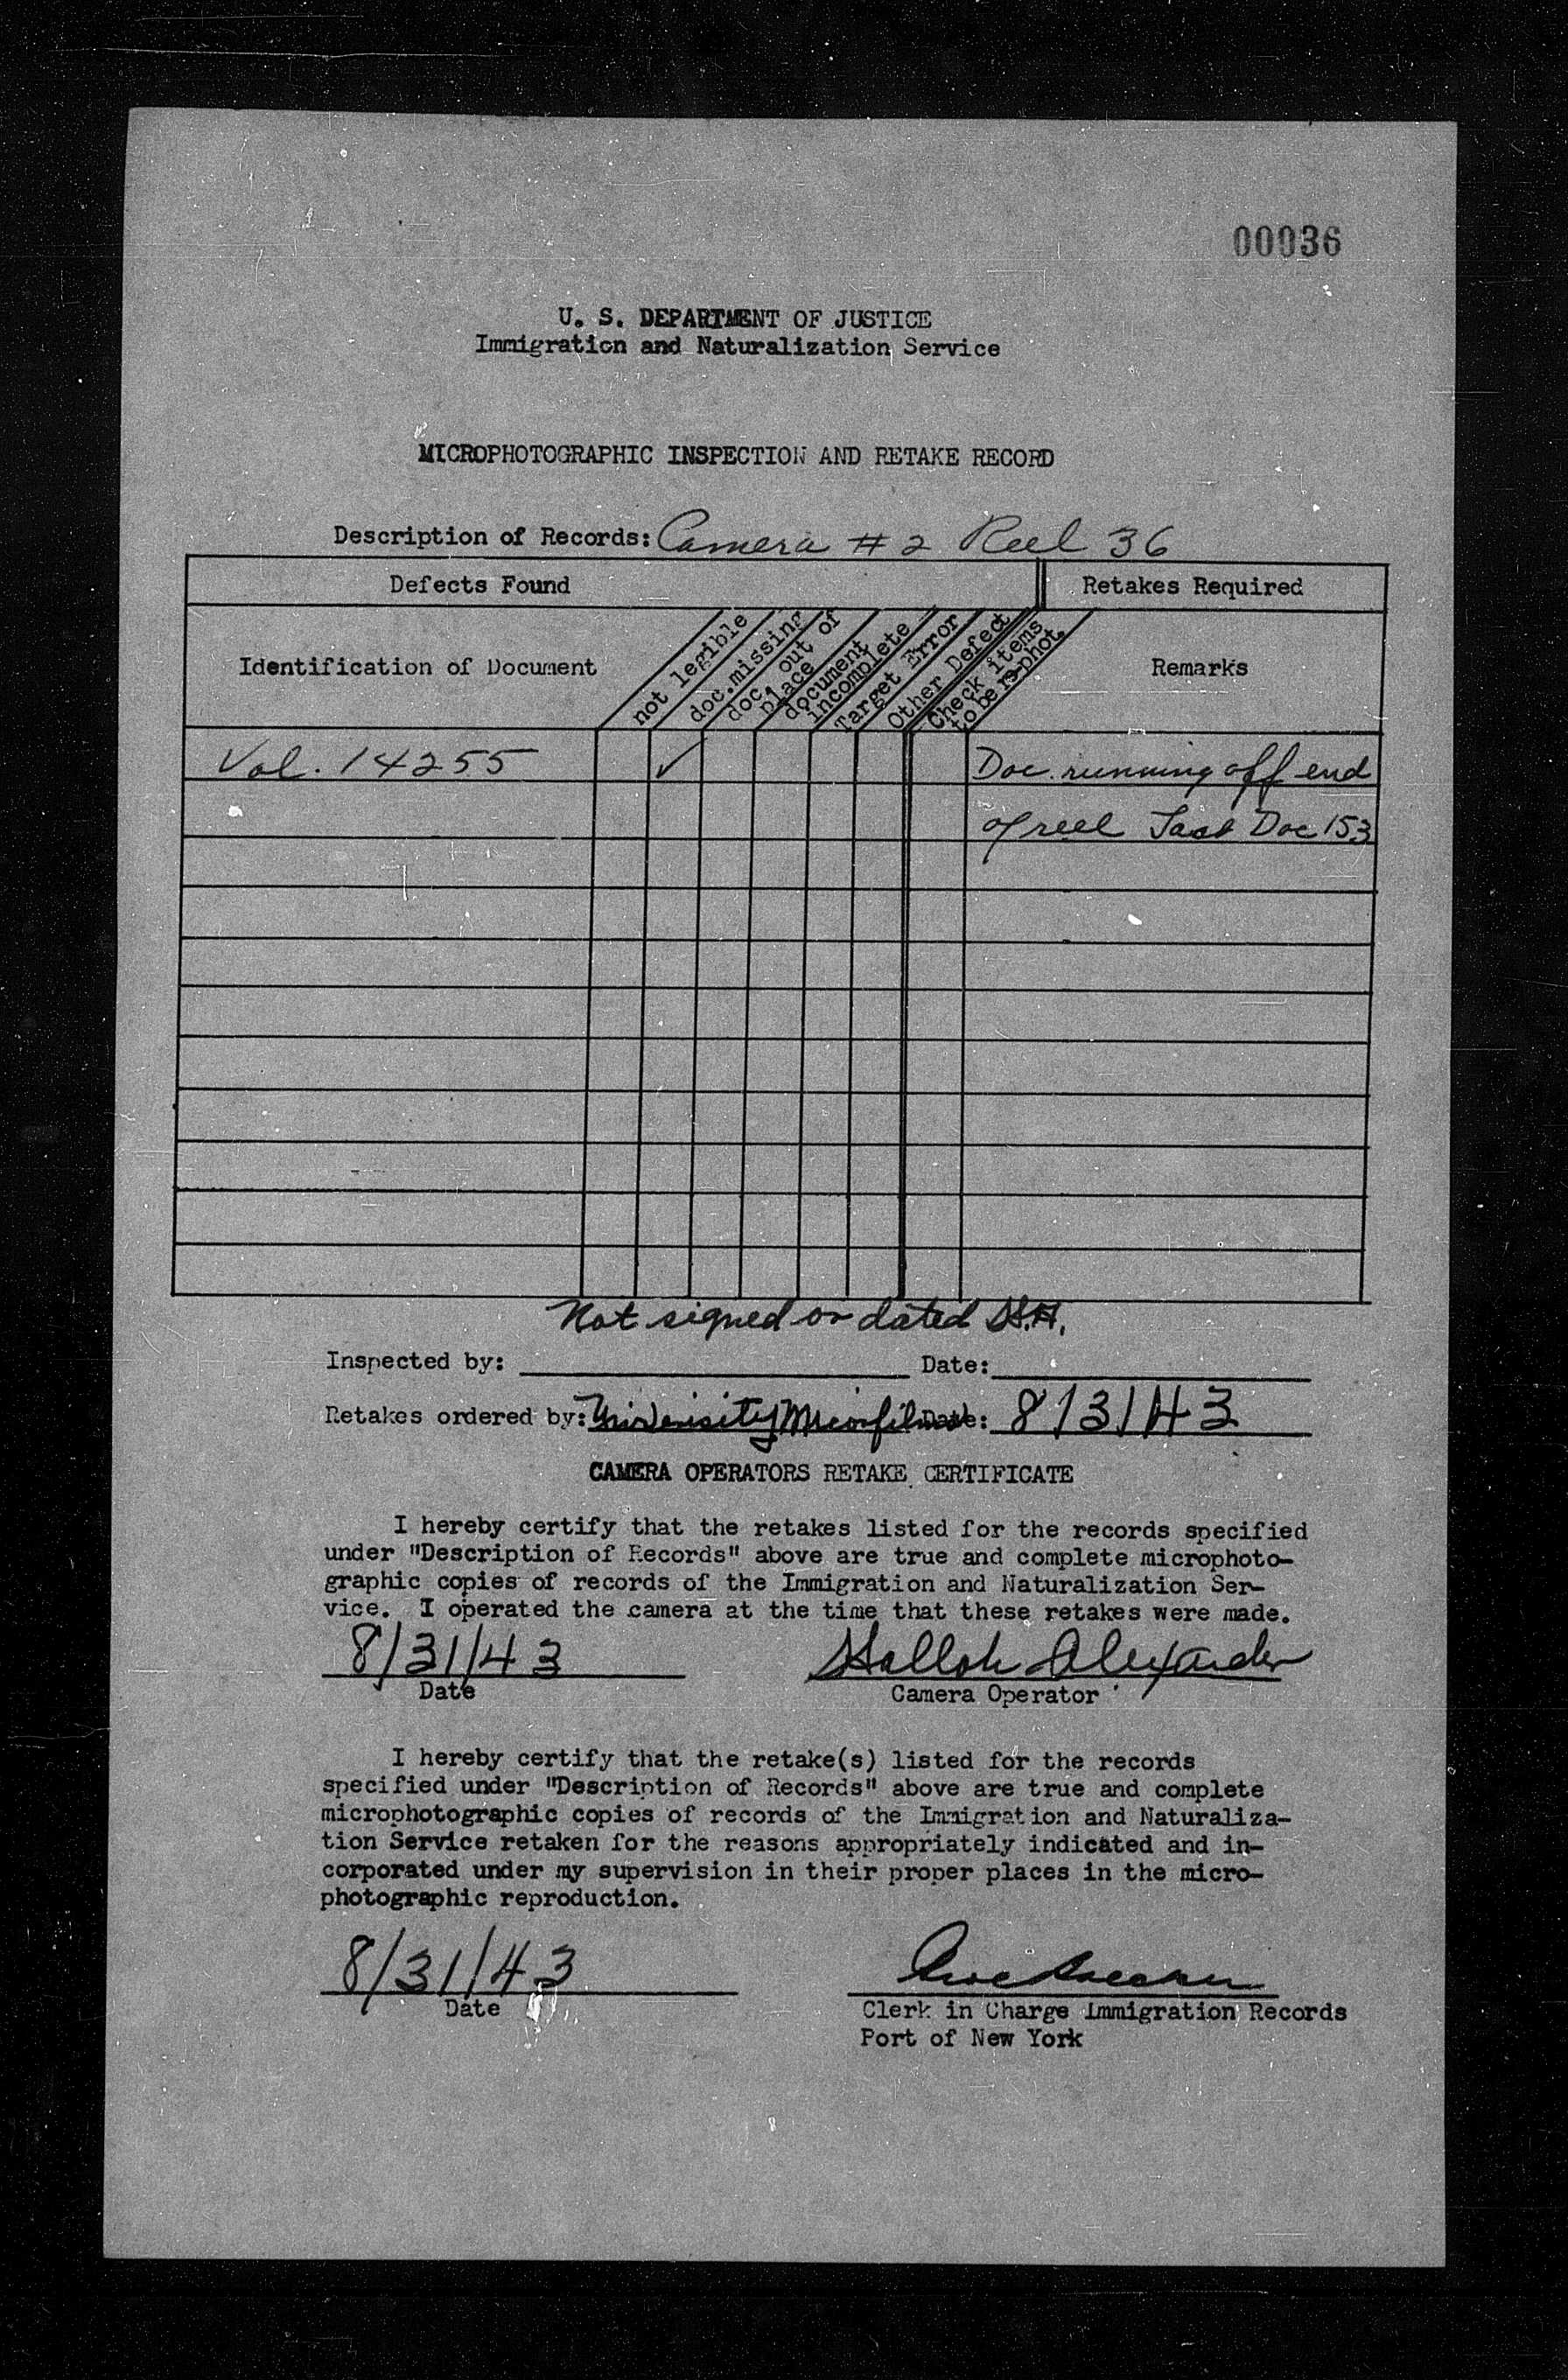 00036
U. S. DEPARTMENT OF JUSTICE
Immigration and Naturalization Service
MICROPHOTOGRAPHIC INSPECTION AND RETAKE RECORD
Description of Records: Camera # 2 Reel 36
Defects Found
Retakes Required
Identification of Document
not legible
doc. missing
doc. out of place
document incomplete
Target Error
Other Defect
Check items to be re-phot.
Remarks
Vol. 14255 ✓ Doc. running off end
of reel Last Doc 153
Not signed or dated
Inspected by: Date:
Retakes ordered by: University Microfilms Date: 8/31/43
CAMERA OPERATORS RETAKE CERTIFICATE
I hereby certify that the retakes listed for the records specified
under "Description of Records" above are true and complete microphoto-
graphic copies of records of the Immigration and Naturalization Ser-
vice. I operated the camera at the time that these retakes were made.
8/31/43 Alexander
Date Camera Operator
I hereby certify that the retake(s) listed for the records
specified under "Description of Records" above are true and complete
microphotographic copies of records of the Immigration and Naturaliza-
tion Service retaken for the reasons appropriately indicated and in-
corporated under my supervision in their proper places in the micro-
photographic reproduction.
8/31/43
Date Clerk in Charge Immigration Records
Port of New York